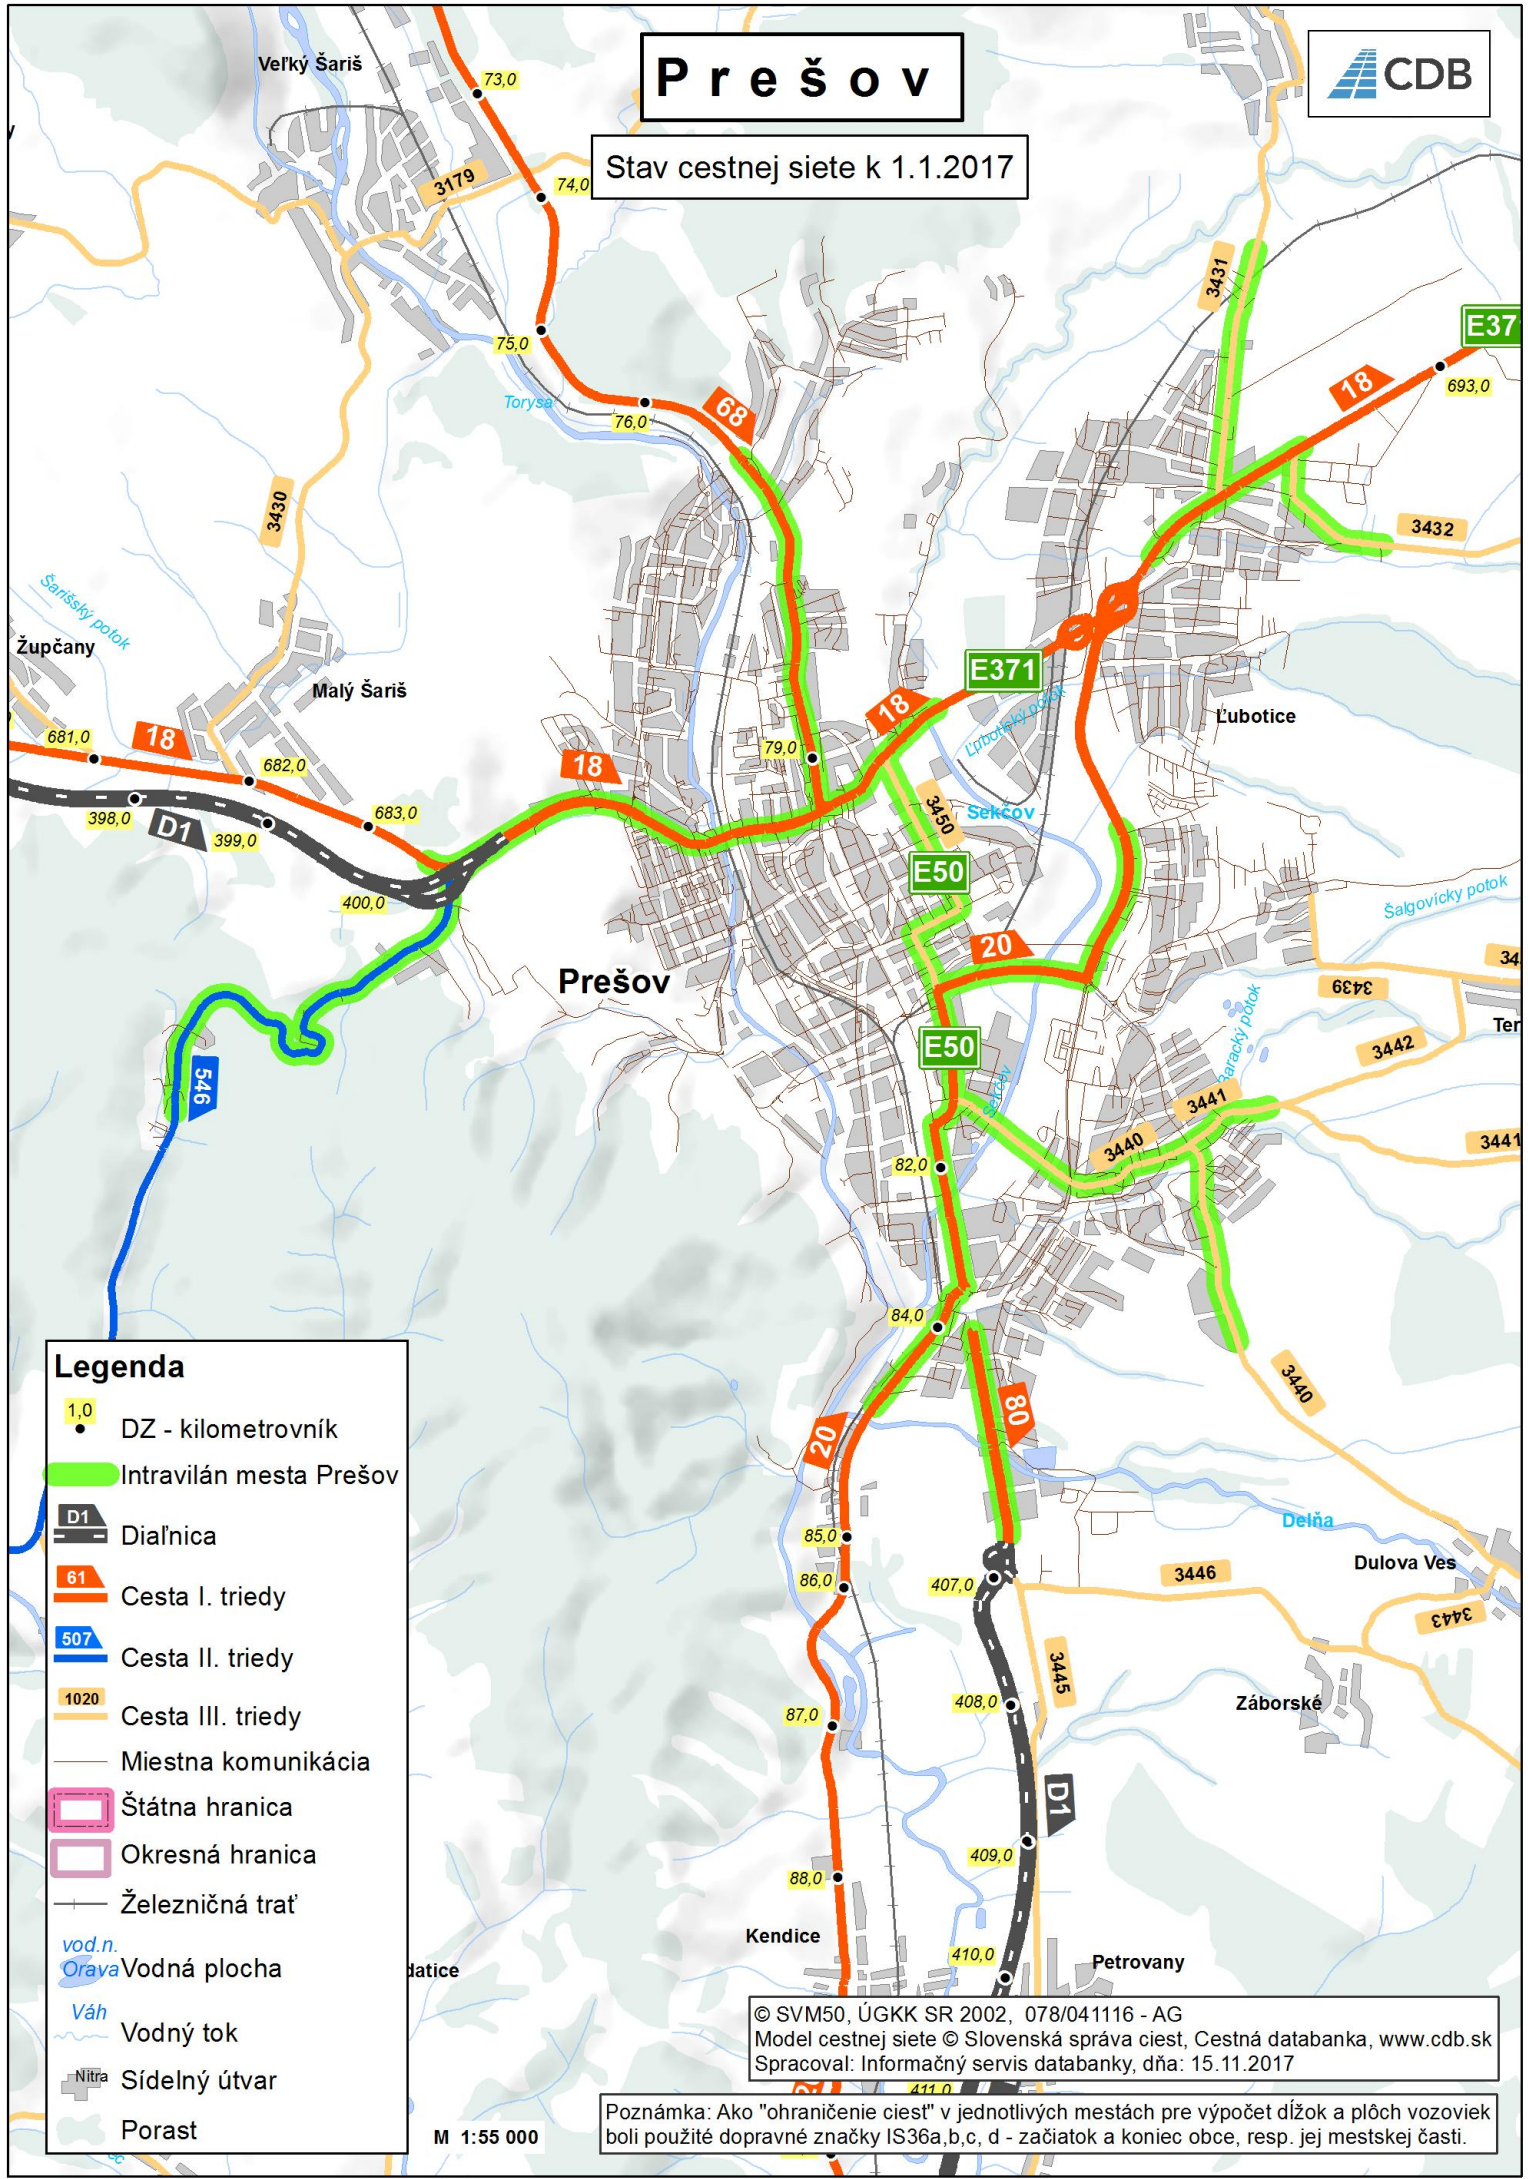 Prešov
CDB
Stav cestnej siete k 1.1.2017
Veľký Šariš
73,0
74,0
3179
3431
E37
18
693,0
75,0
Torysa
76,0
68
3430
3432
Šarišský potok
Župčany
Malý Šariš
E371
18
Ľubotický potok
Ľubotice
681,0
18
682,0
79,0
18
398,0
D1
399,0
683,0
3450
Sekčov
400,0
E50
Šalgovícky potok
20
Prešov
3439
34
Ter
E50
Baracký potok
3442
546
Sekčov
3441
3440
3441
82,0
84,0
3440
80
20
Delňa
85,0
86,0
407,0
3446
Dulova Ves
3443
3445
87,0
408,0
Záborské
D1
409,0
88,0
Kendice
410,0
Petrovany
datice
411,0
Legenda
1,0
DZ - kilometrovník
Intravilán mesta Prešov
D1
Diaľnica
61
Cesta I. triedy
507
Cesta II. triedy
1020
Cesta III. triedy
Miestna komunikácia
Štátna hranica
Okresná hranica
Železničná trať
vod.n.
Orava
Vodná plocha
Váh
Vodný tok
Nitra
Sídelný útvar
Porast
M 1:55 000
© SVM50, ÚGKK SR 2002, 078/041116 - AG
Model cestnej siete © Slovenská správa ciest, Cestná databanka, www.cdb.sk
Spracoval: Informačný servis databanky, dňa: 15.11.2017
Poznámka: Ako "ohraničenie ciest" v jednotlivých mestách pre výpočet dĺžok a plôch vozoviek
boli použité dopravné značky IS36a,b,c, d - začiatok a koniec obce, resp. jej mestskej časti.